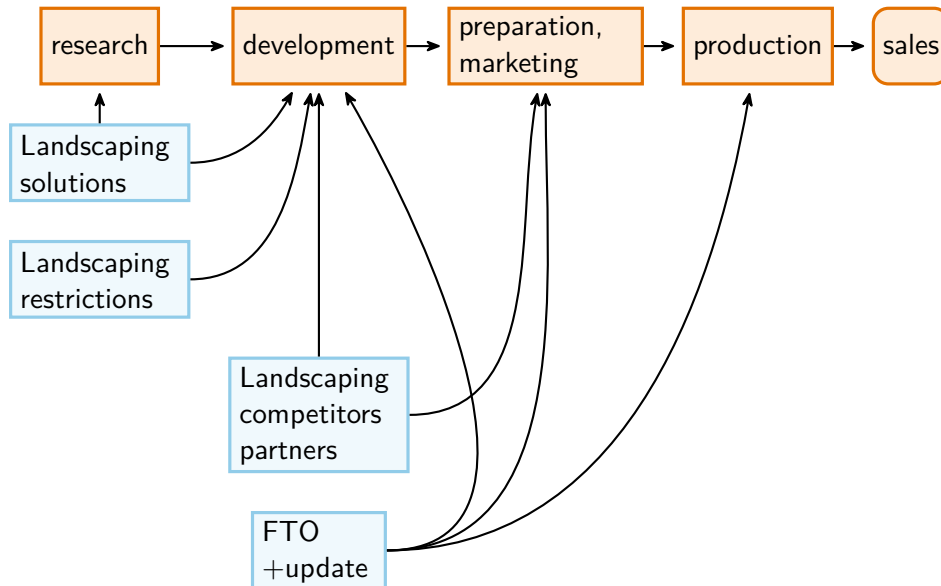 research
development
preparation,
marketing
production
sales
Landscaping
solutions
Landscaping
restrictions
Landscaping
competitors
partners
FTO
+update